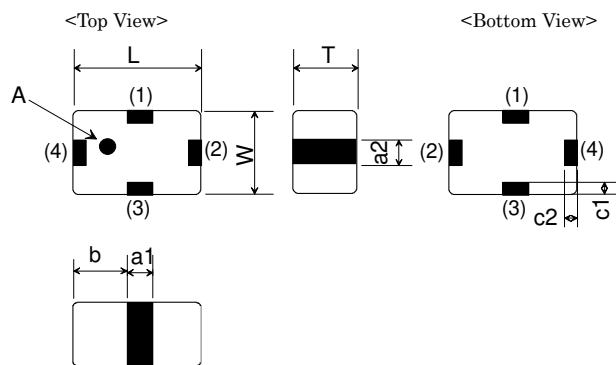 <Top View>
<Bottom View>
L
T
A
(1)
(1)
(4)
(2)
W
a2
(2)
(4)
(3)
(3)
c2
c1
b
a1